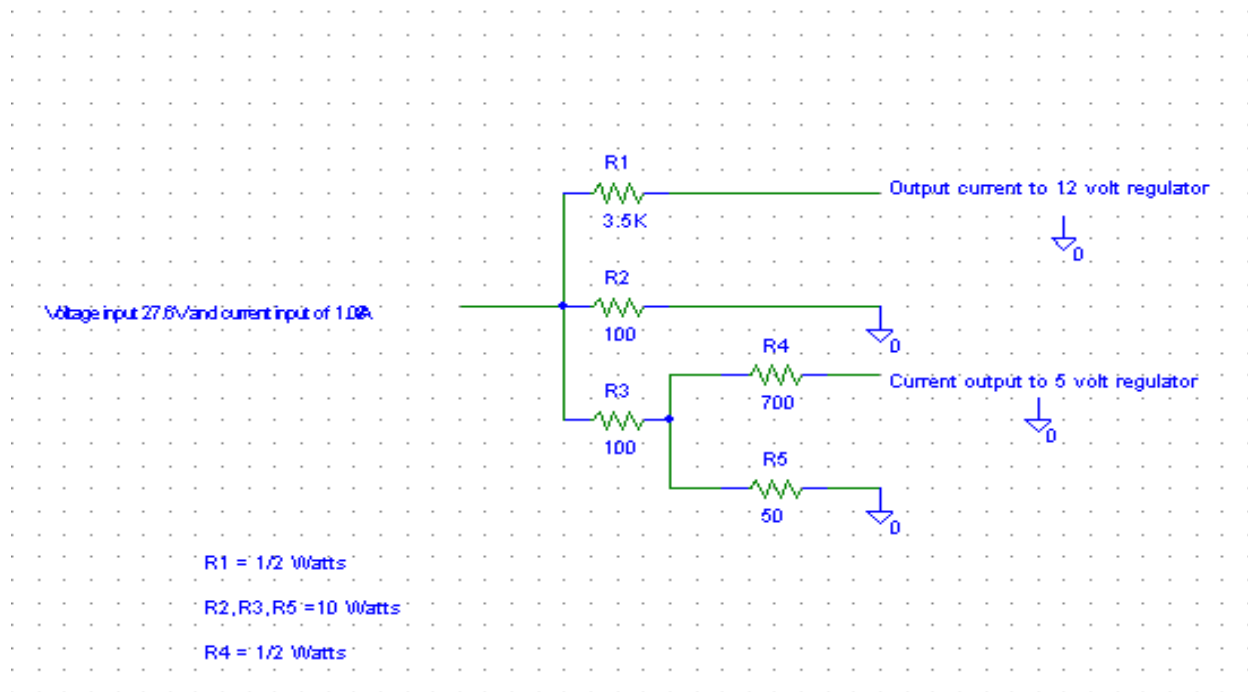 R1
Output current to 12 volt regulator
3.5K
0
R2
Voltage input 27.6V and current input of
100
0
R4
Current output to 5 volt regulator
R3
700
0
100
R5
50
0
R1 = 1/2 Watts
R2,R3,R5 =10 Watts
R4 = 1/2 Watts